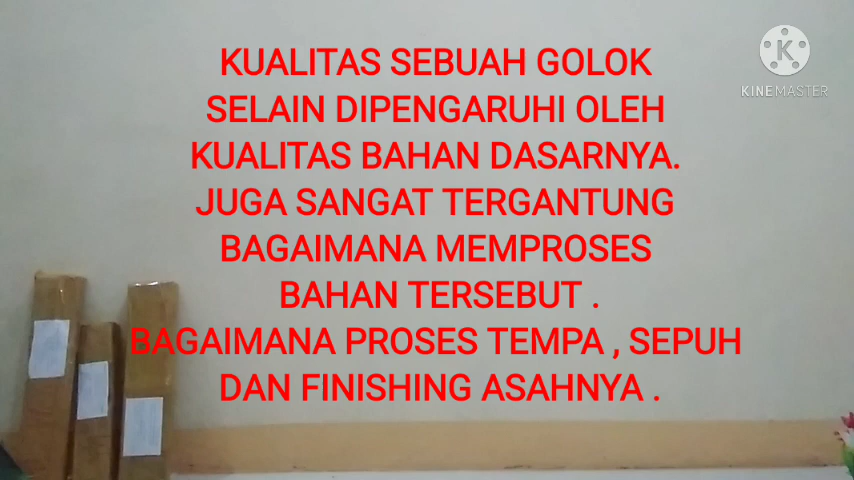 K
KINEMASTER
KUALITAS SEBUAH GOLOK
SELAIN DIPENGARUHI OLEH
KUALITAS BAHAN DASARNYA.
JUGA SANGAT TERGANTUNG
BAGAIMANA MEMPROSES
BAHAN TERSEBUT .
BAGAIMANA PROSES TEMPA , SEPUH
DAN FINISHING ASAHNYA .